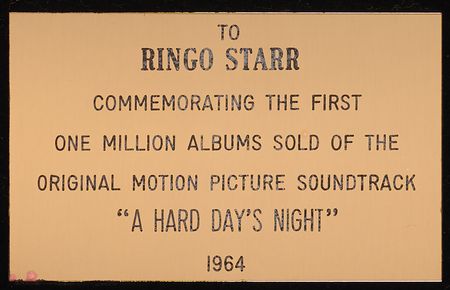 TO
RINGO STARR
COMMEMORATING THE FIRST
ONE MILLION ALBUMS SOLD OF THE
ORIGINAL MOTION PICTURE SOUNDTRACK
“A HARD DAY'S NIGHT”
1964